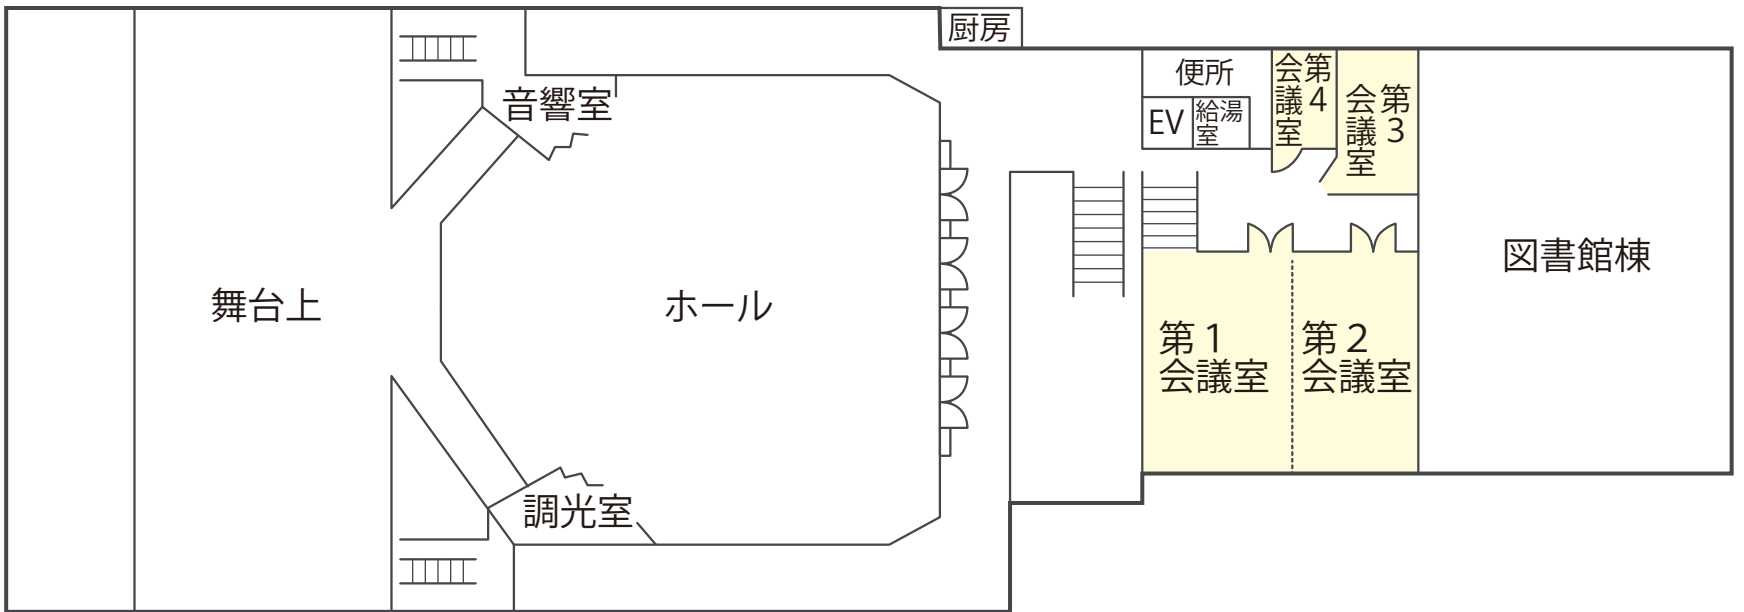 厨房
便所
EV
給湯
室
第4
会議室
第3
会議室
音響室
舞台上
ホール
図書館棟
第1
会議室
第2
会議室
調光室